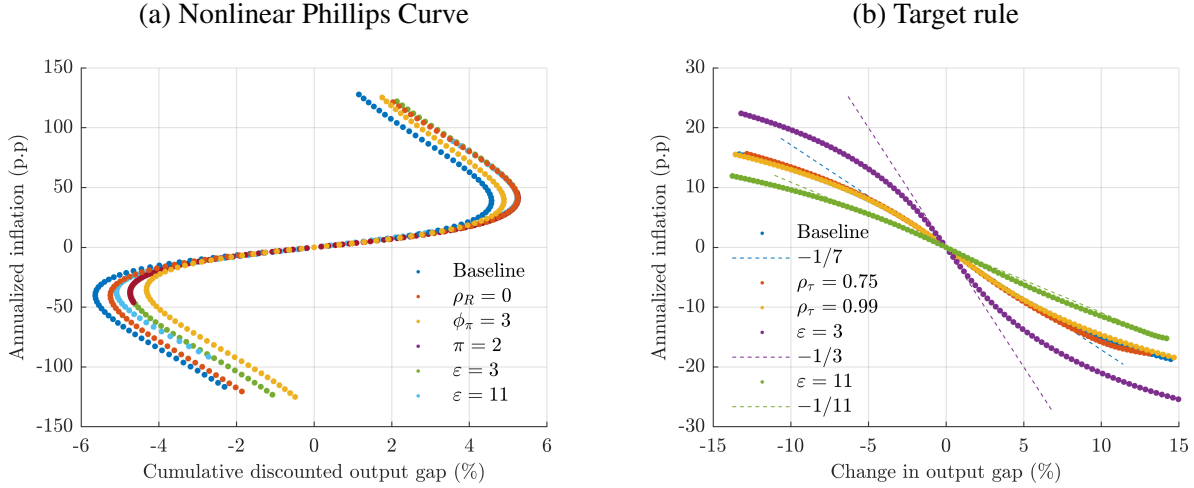 (a) Nonlinear Phillips Curve
150
100
50
0
-50
-100
-150
-6
-4
-2
0
2
4
6
Annualized inflation (p.p)
Cumulative discounted output gap (%)
Baseline
ρ_R = 0
ϕ_π = 3
π = 2
ε = 3
ε = 11
(b) Target rule
30
20
10
0
-10
-20
-30
-15
-10
-5
0
5
10
15
Annualized inflation (p.p)
Change in output gap (%)
Baseline
−1/7
ρ_τ = 0.75
ρ_τ = 0.99
ε = 3
−1/3
ε = 11
−1/11